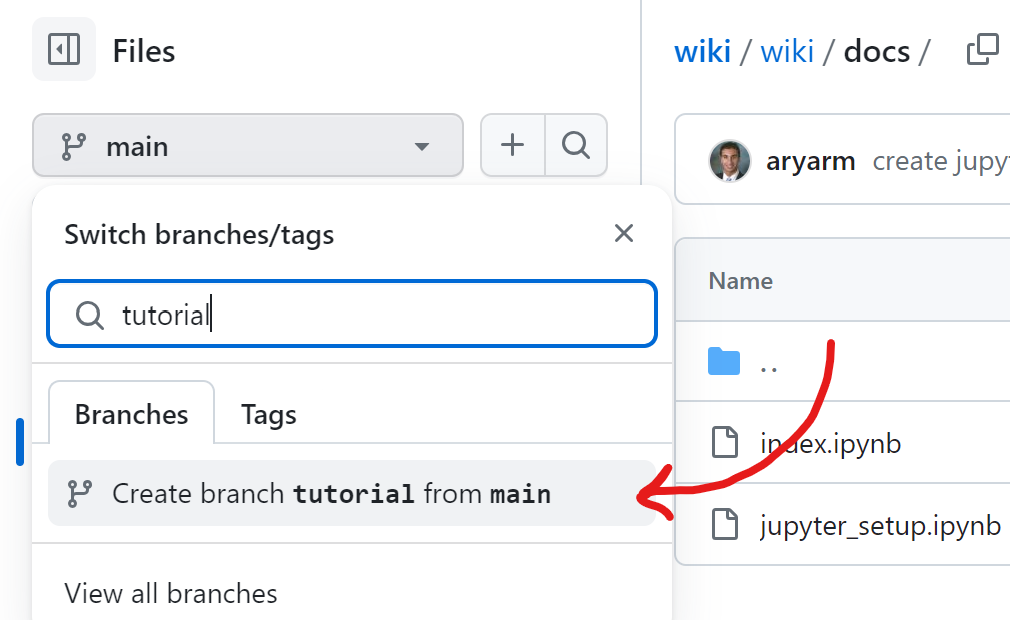 Files
wiki / wiki / docs /
main
aryarm create jupy
Switch branches/tags
tutorial
Name
..
Branches Tags
index.ipynb
Create branch tutorial from main
jupyter_setup.ipynb
View all branches